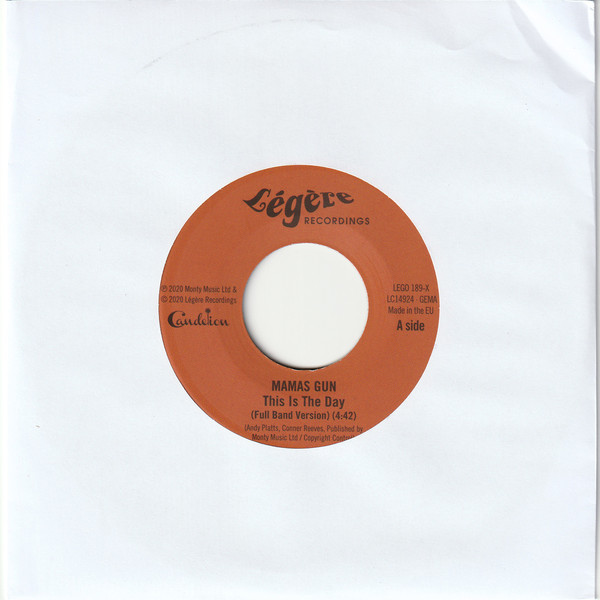 Légère
RECORDINGS
℗ 2020 Monty Music Ltd &
© 2020 Légère Recordings
Candelion
LEGO 189-X
LC14924 GEMA
Made in the EU
A side
MAMAS GUN
This Is The Day
(Full Band Version) (4:42)
(Andy Platts, Conner Reeves, Published by
Monty Music Ltd / Copyright Control